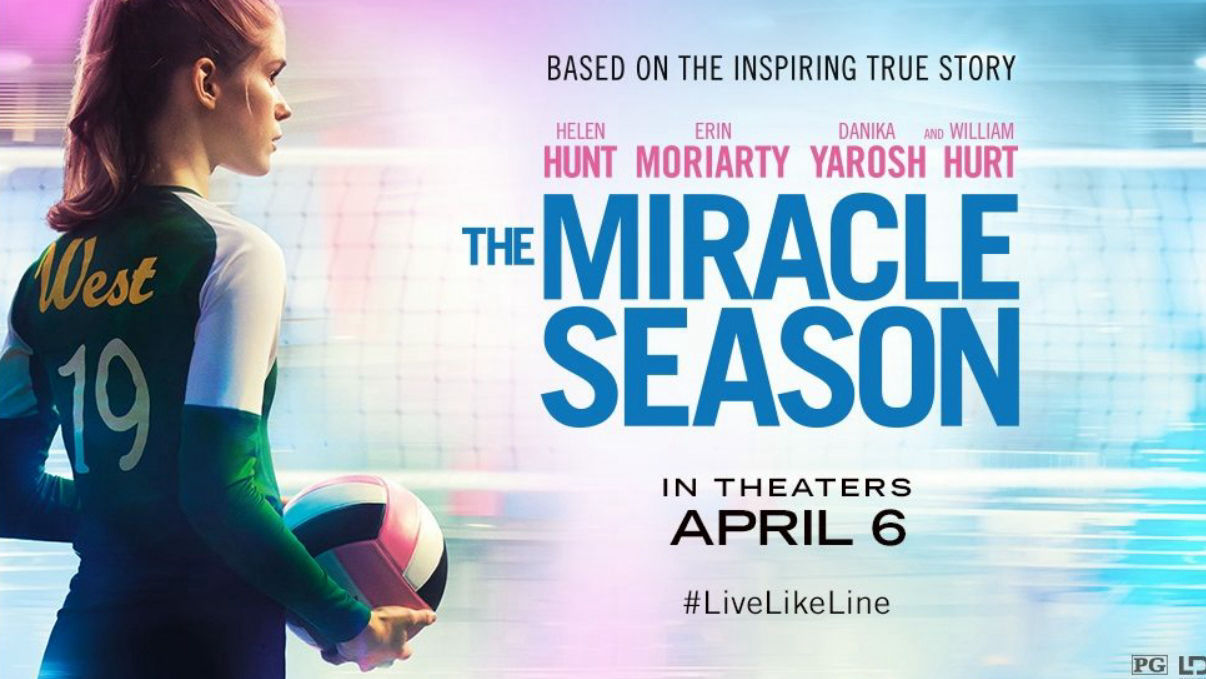 West
19
BASED ON THE INSPIRING TRUE STORY
HELEN ERIN DANIKA AND WILLIAM
HUNT MORIARTY YAROSH HURT
THE MIRACLE
SEASON
IN THEATERS
APRIL 6
#LiveLikeLine
PG LD